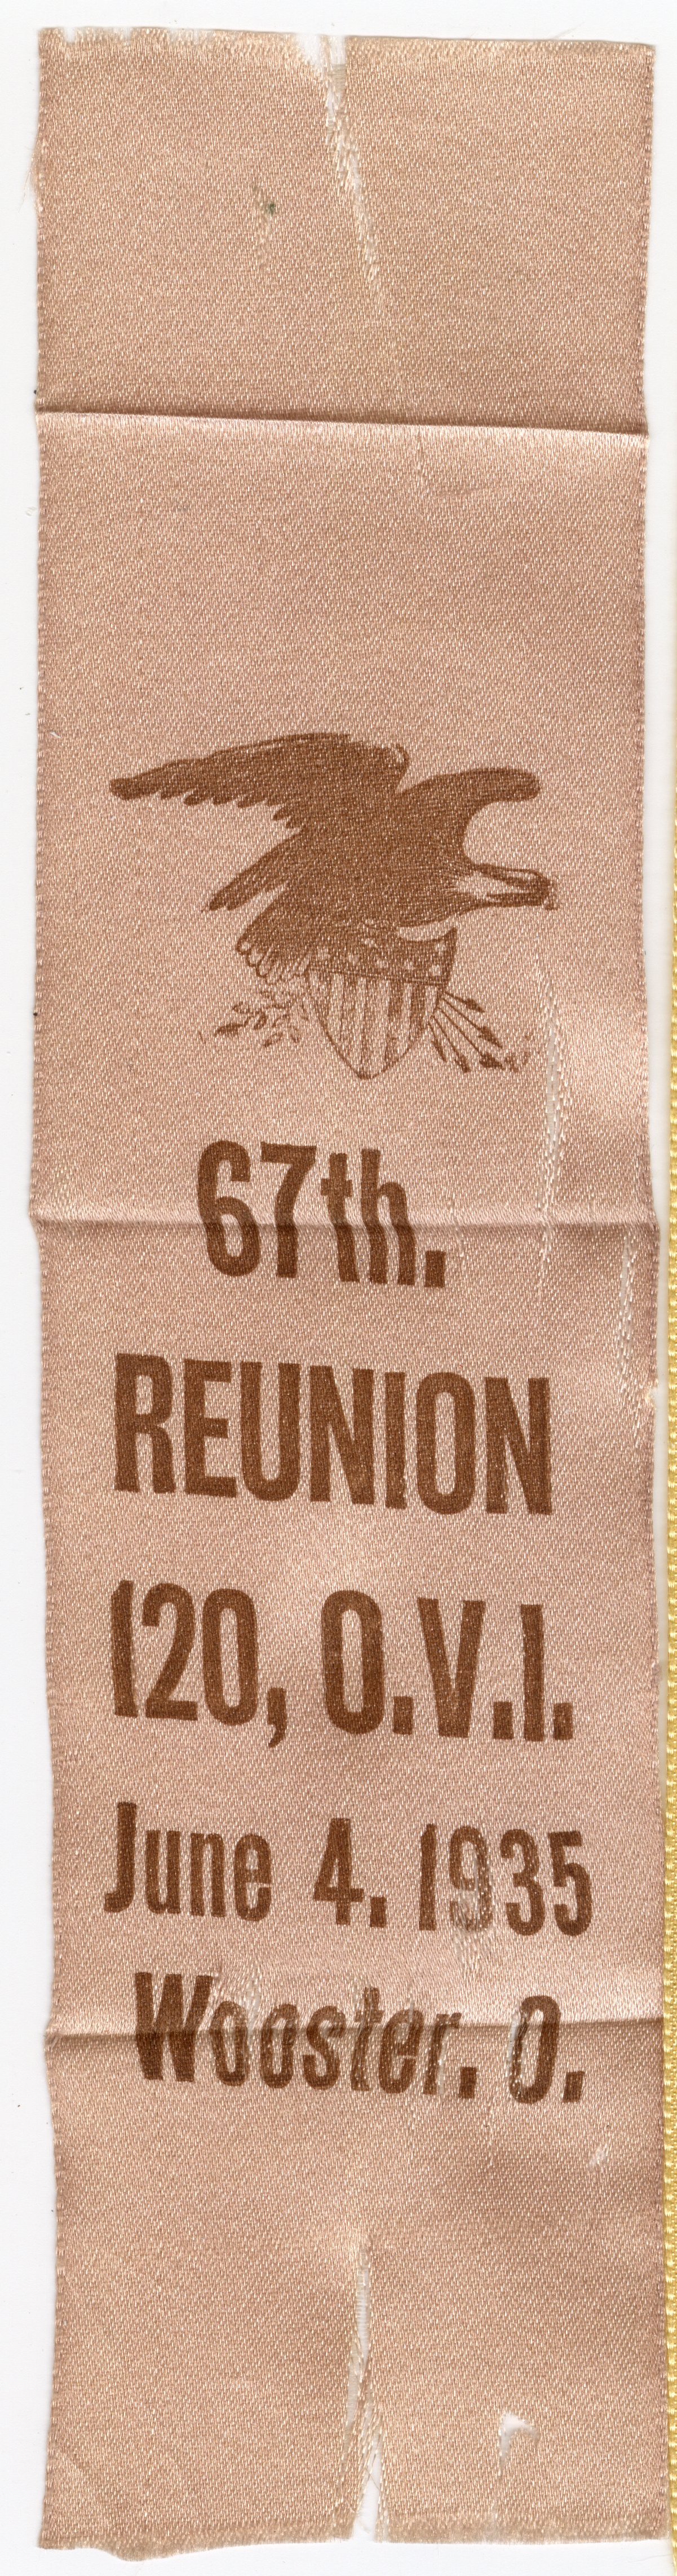 67th.
REUNION
120, O.V.I.
June 4. 1935
Wooster. O.